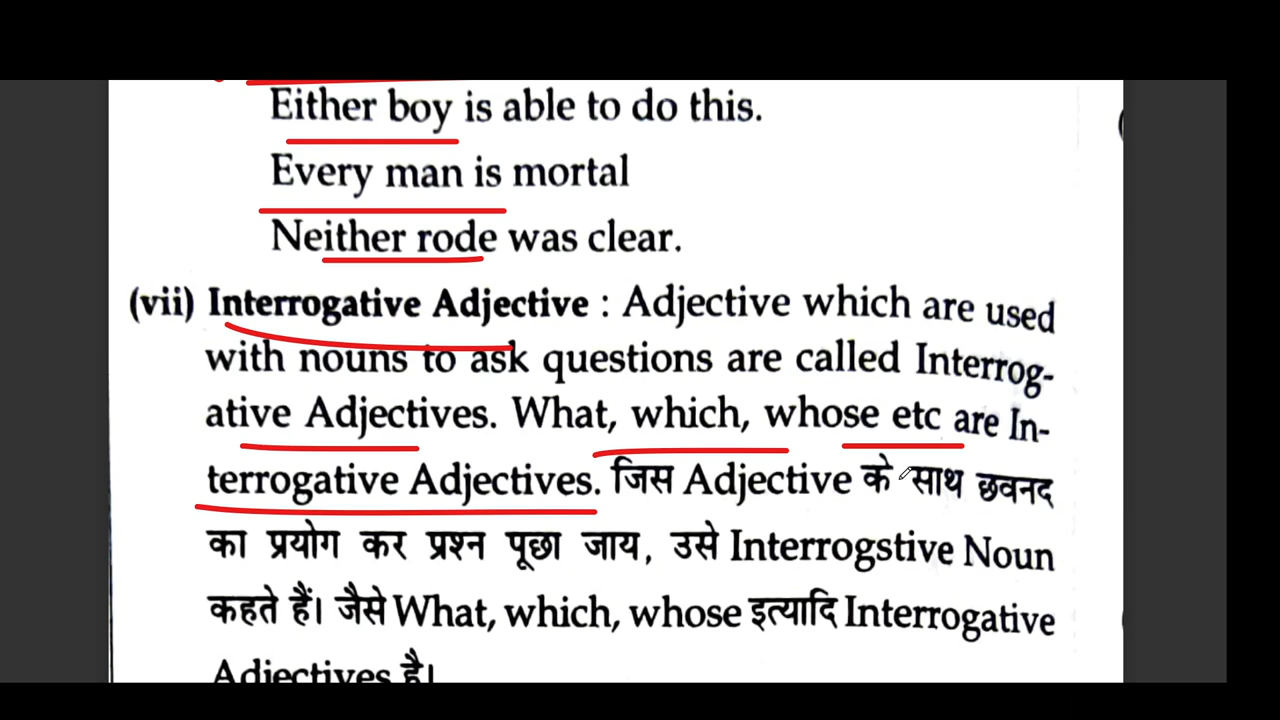 Either boy is able to do this.
Every man is mortal
Neither rode was clear.
(vii) Interrogative Adjective : Adjective which are used
with nouns to ask questions are called Interrog-
ative Adjectives. What, which, whose etc are In-
terrogative Adjectives. जिस Adjective के साथ छवनद
का प्रयोग कर प्रश्न पूछा जाय, उसे Interrogstive Noun
कहते हैं। जैसे What, which, whose इत्यादि Interrogative
Adjectives है।